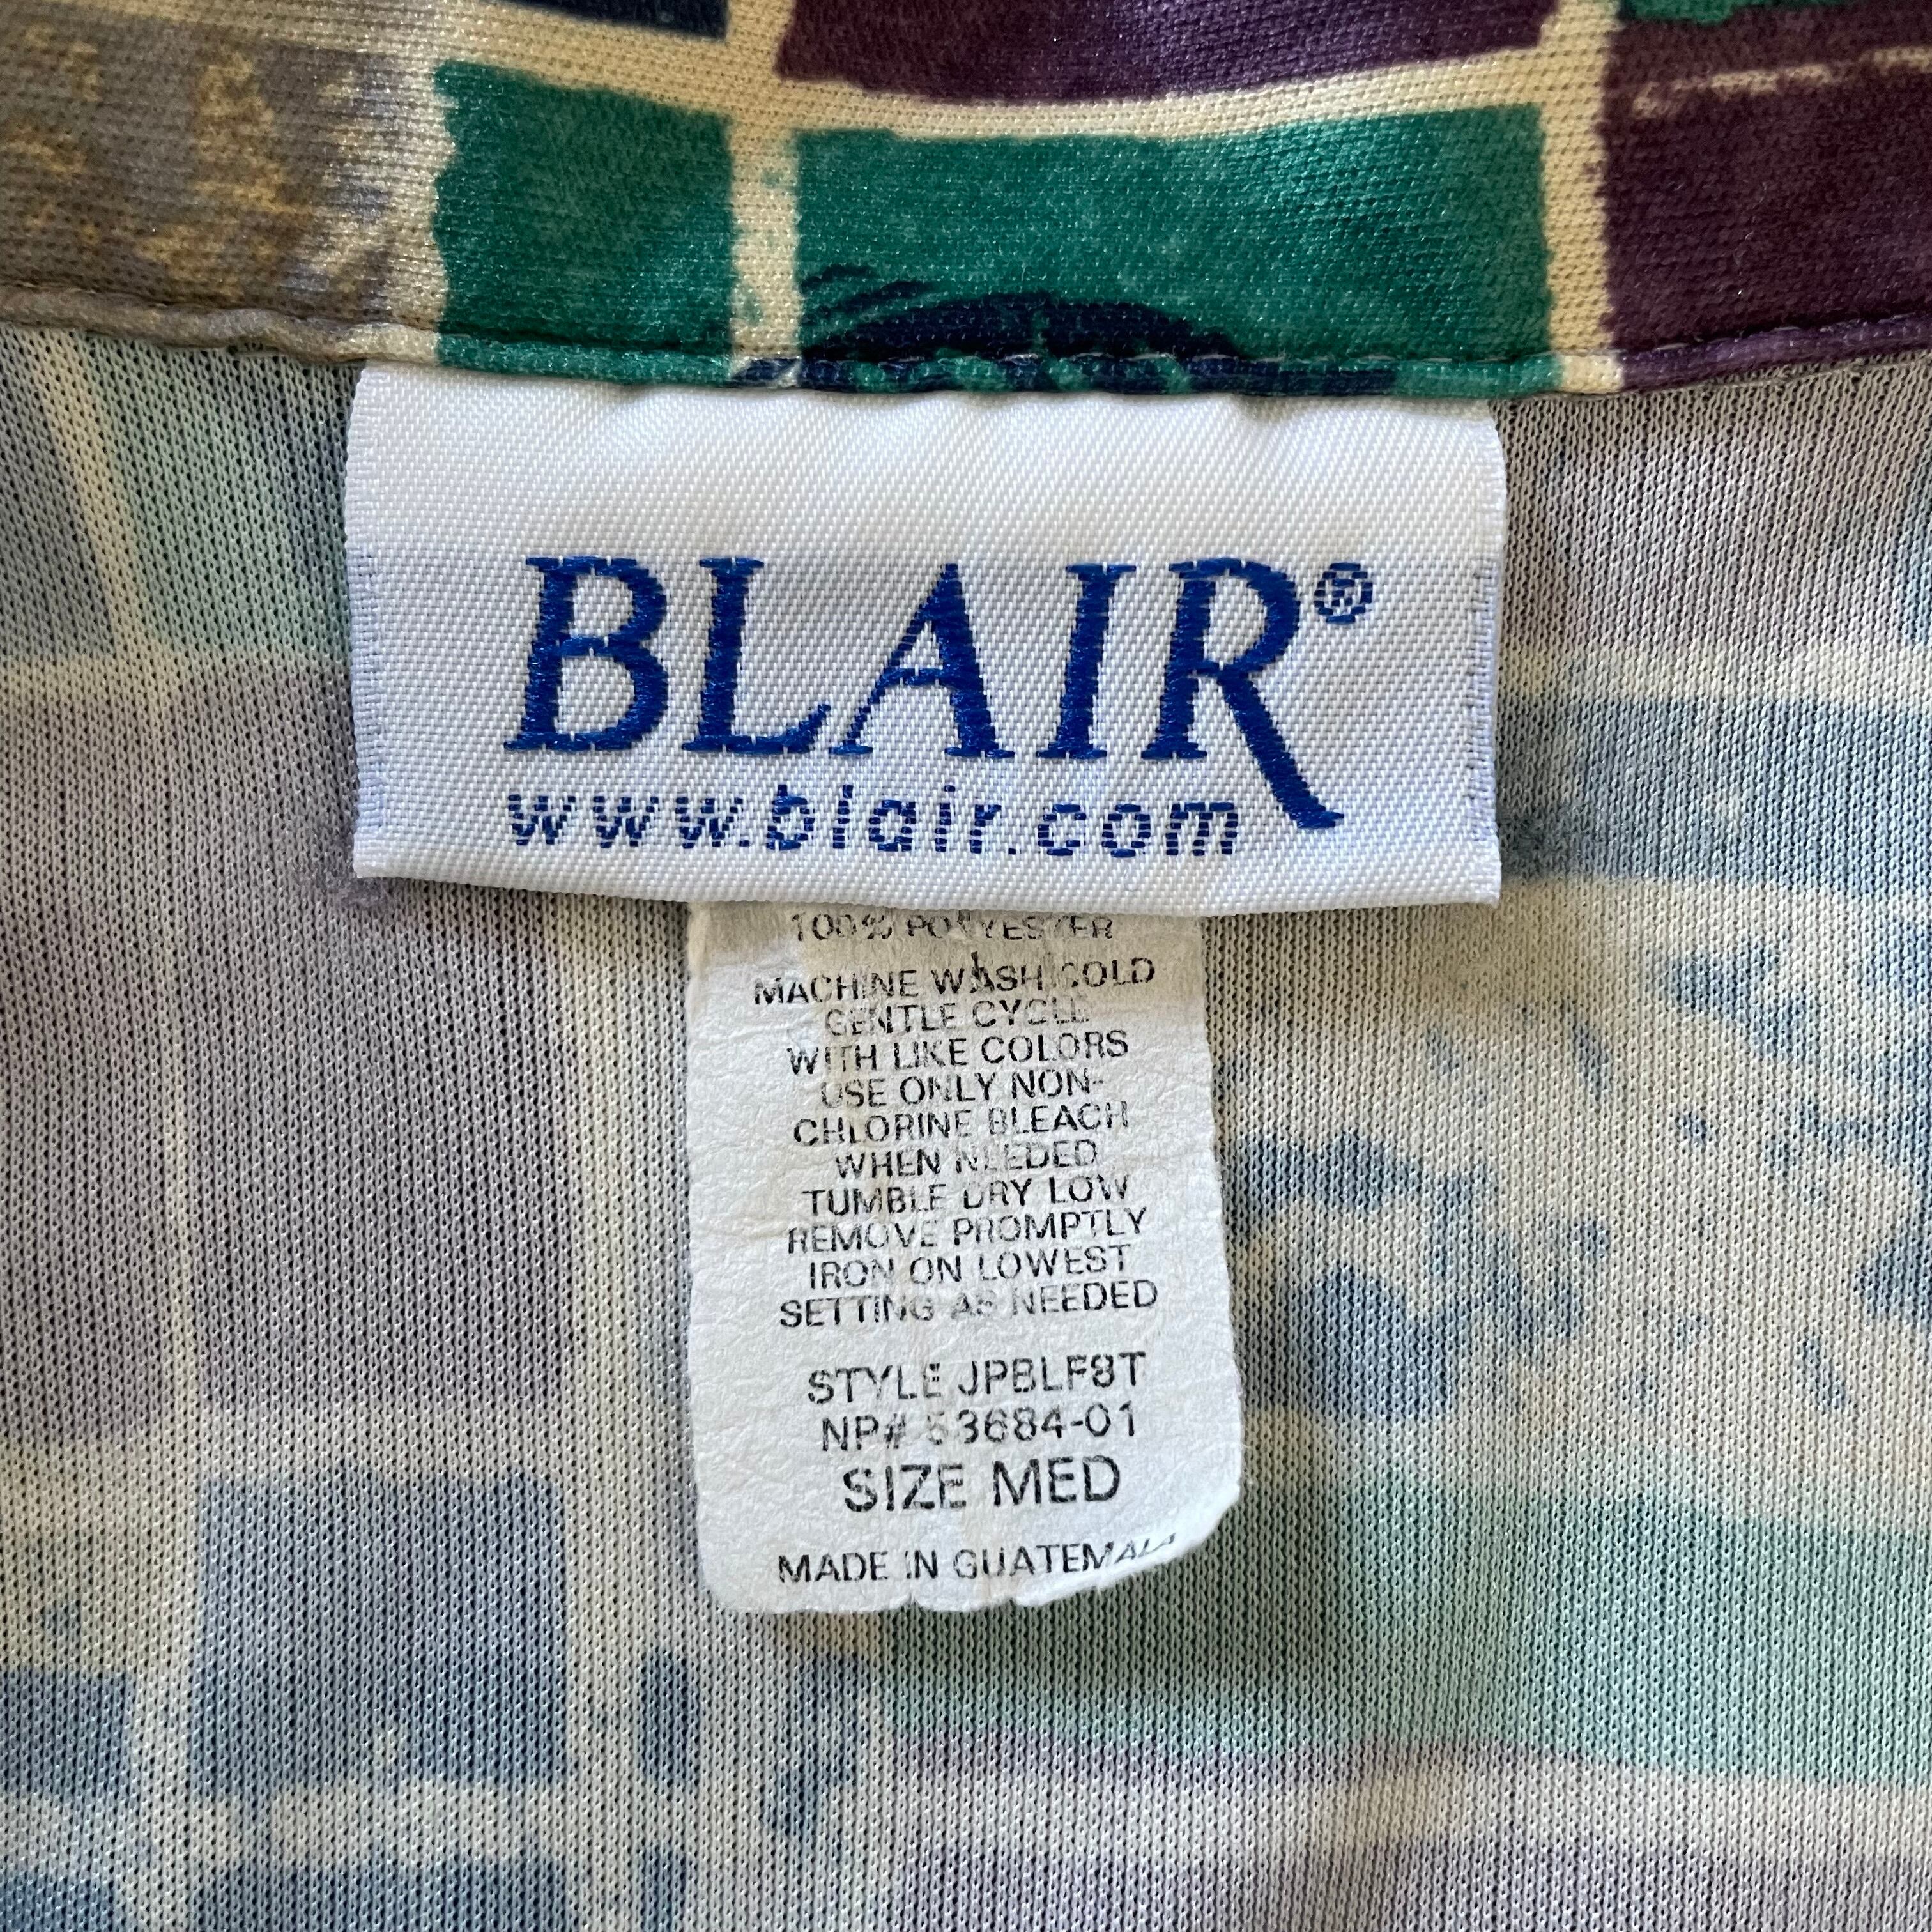 BLAIR®
www.blair.com
100% POLYESTER
MACHINE WASH COLD
GENTLE CYCLE
WITH LIKE COLORS
USE ONLY NON-
CHLORINE BLEACH
WHEN NEEDED
TUMBLE DRY LOW
REMOVE PROMPTLY
IRON ON LOWEST
SETTING AS NEEDED
STYLE JPBLF8T
NP# 53684-01
SIZE MED
MADE IN GUATEMALA